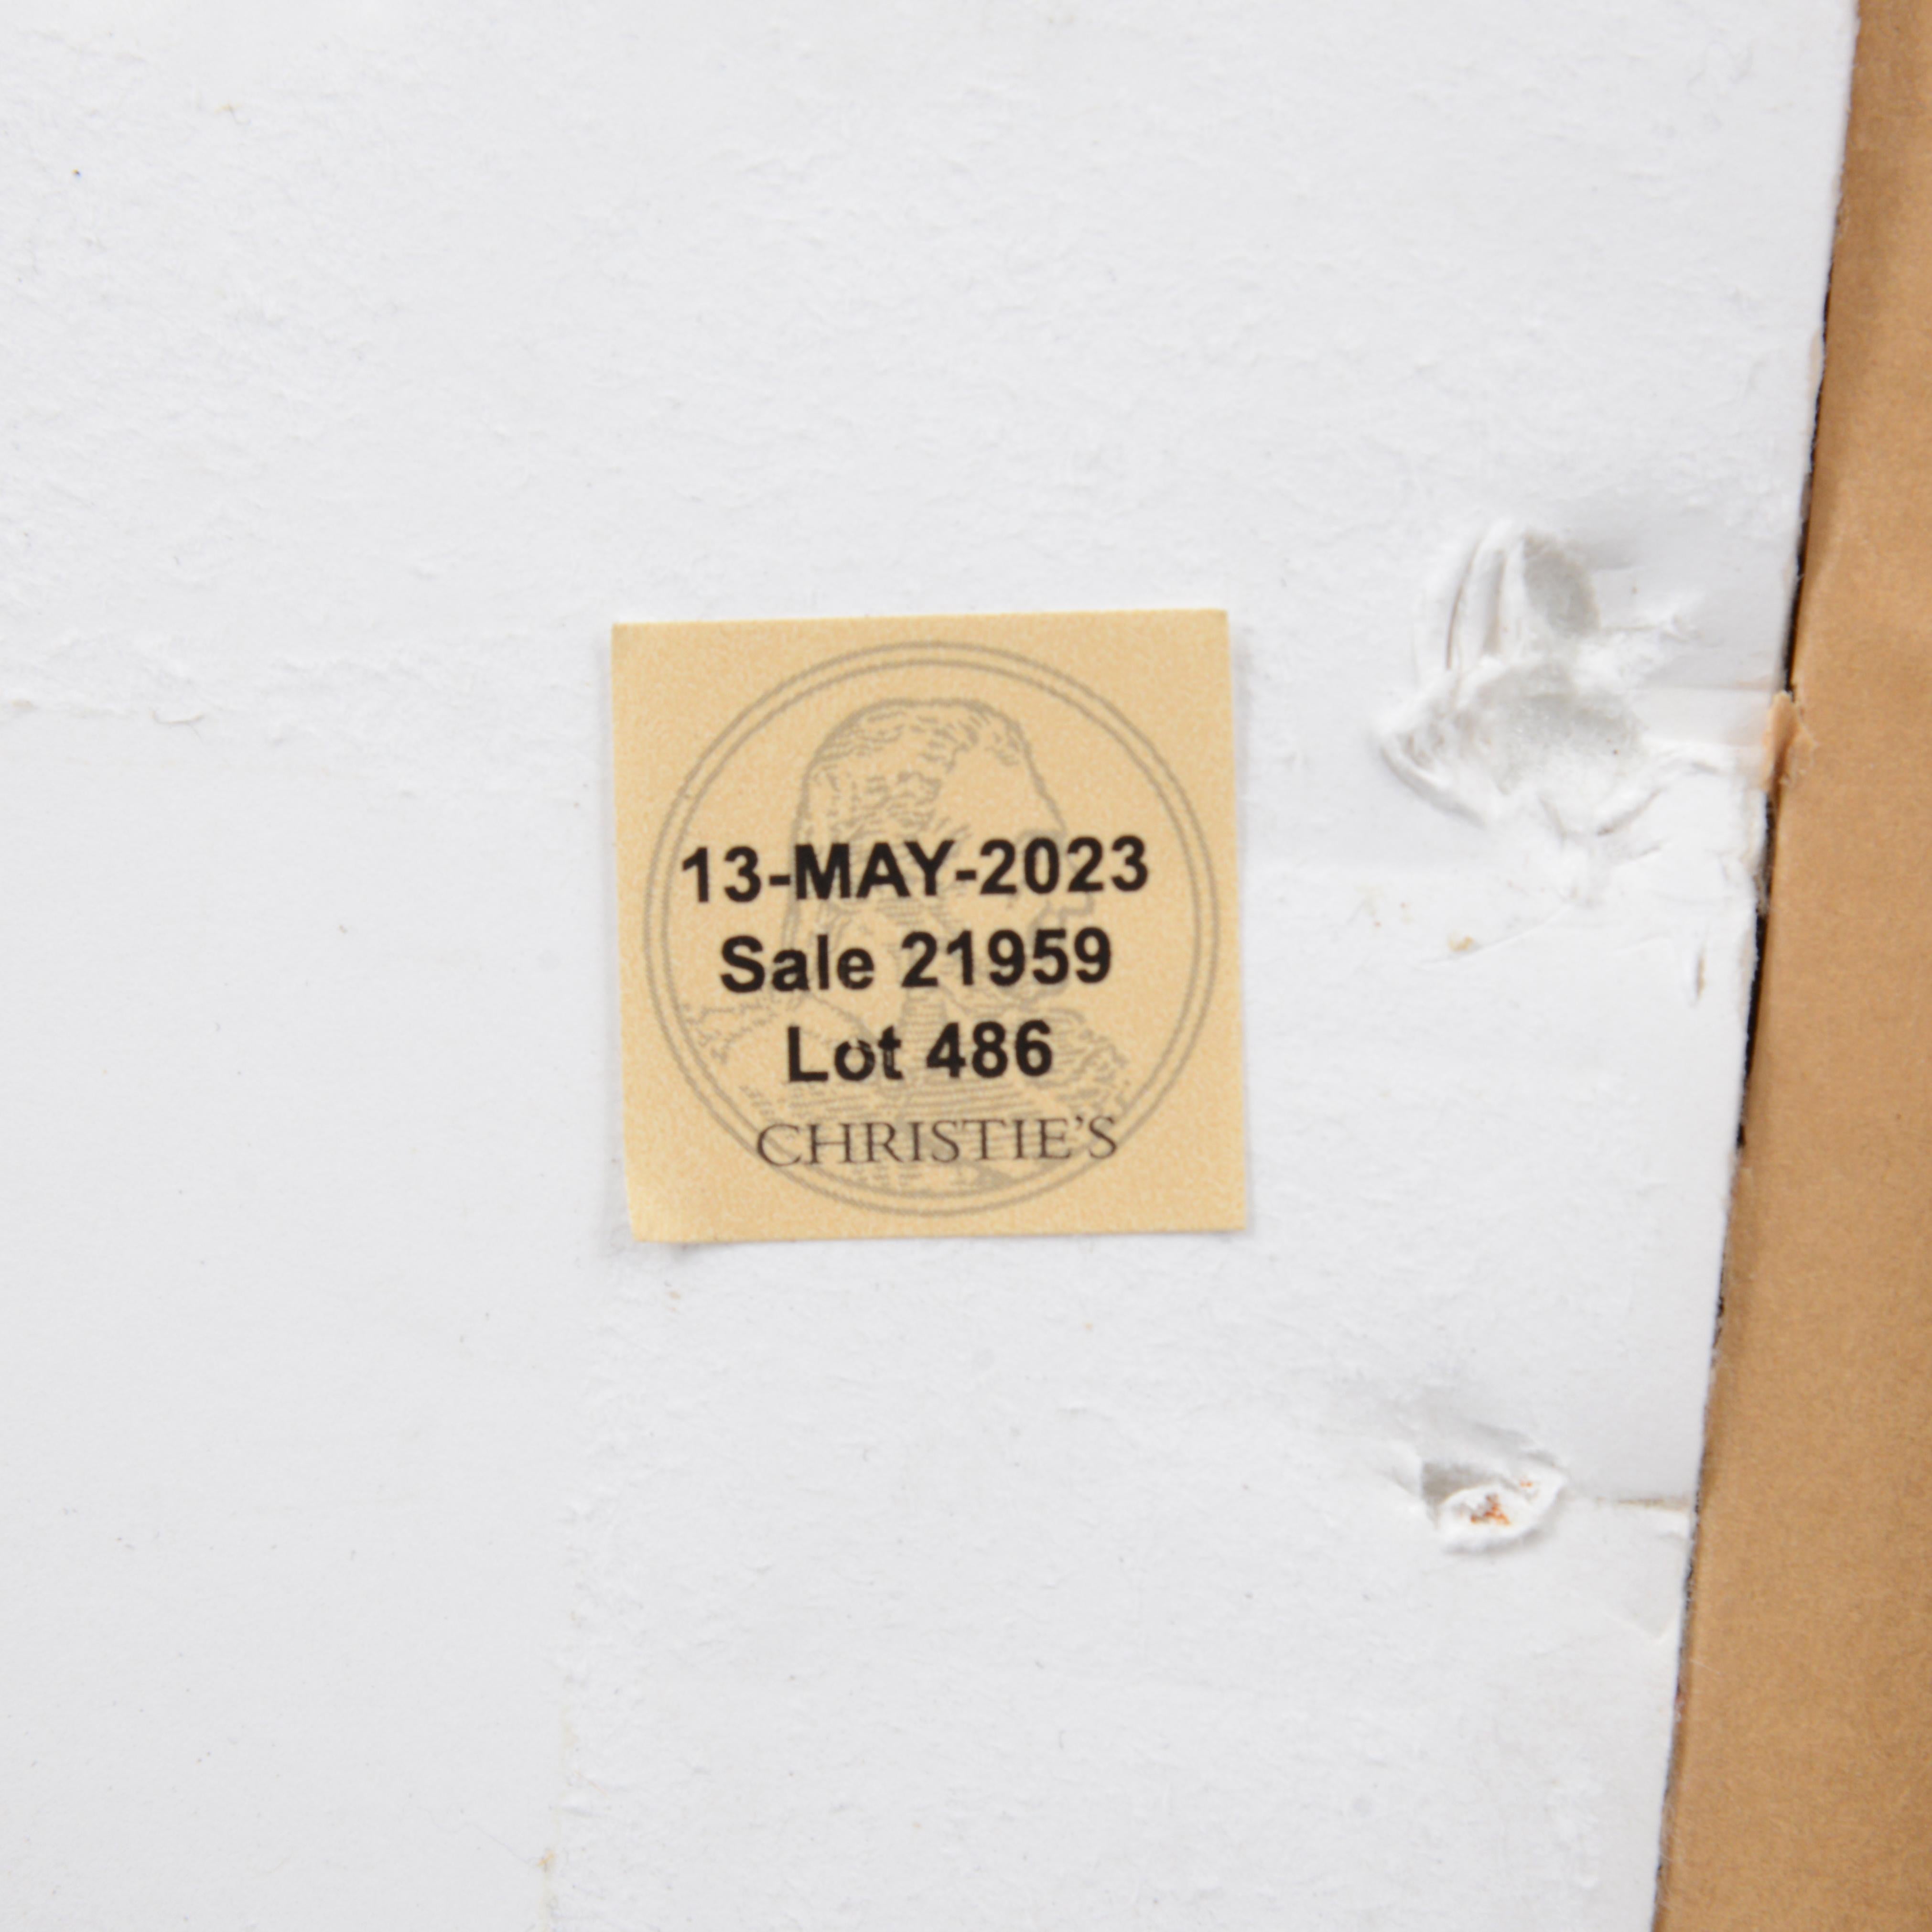 13-MAY-2023
Sale 21959
Lot 486
CHRISTIE'S